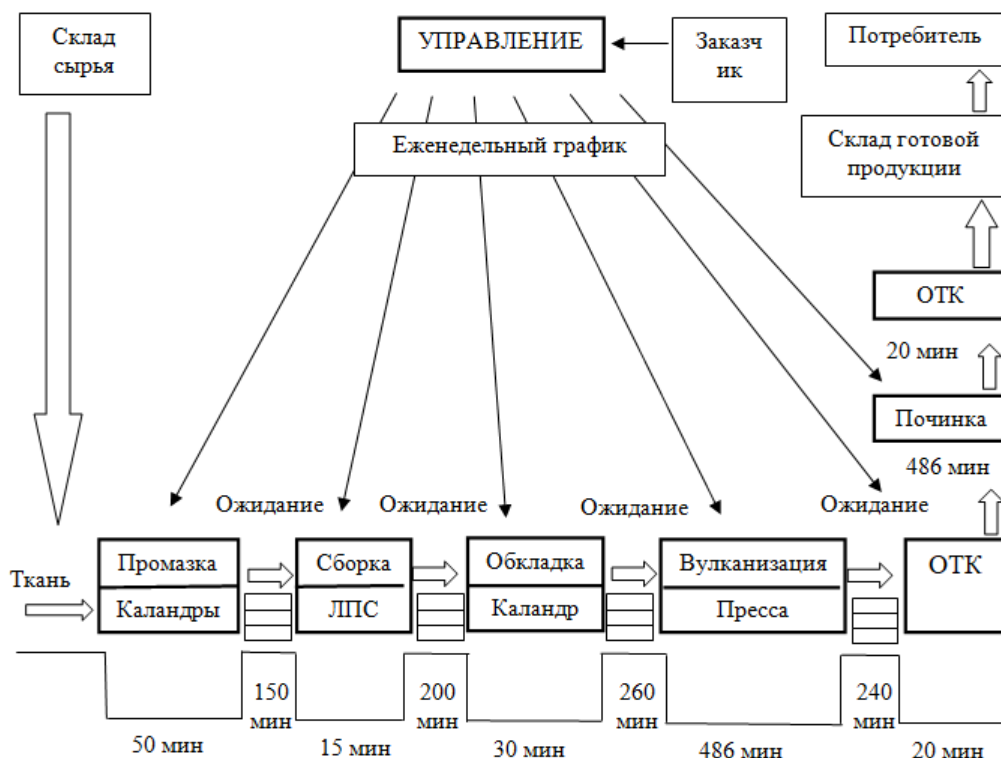 Склад
сырья
УПРАВЛЕНИЕ
Заказч
ик
Потребитель
Еженедельный график
Склад готовой
продукции
ОТК
20 мин
Починка
486 мин
Ожидание
Ожидание
Ожидание
Ожидание
Ткань
Промазка
Каландры
Сборка
ЛПС
Обкладка
Каландр
Вулканизация
Пресса
ОТК
150
мин
200
мин
260
мин
240
мин
50 мин
15 мин
30 мин
486 мин
20 мин